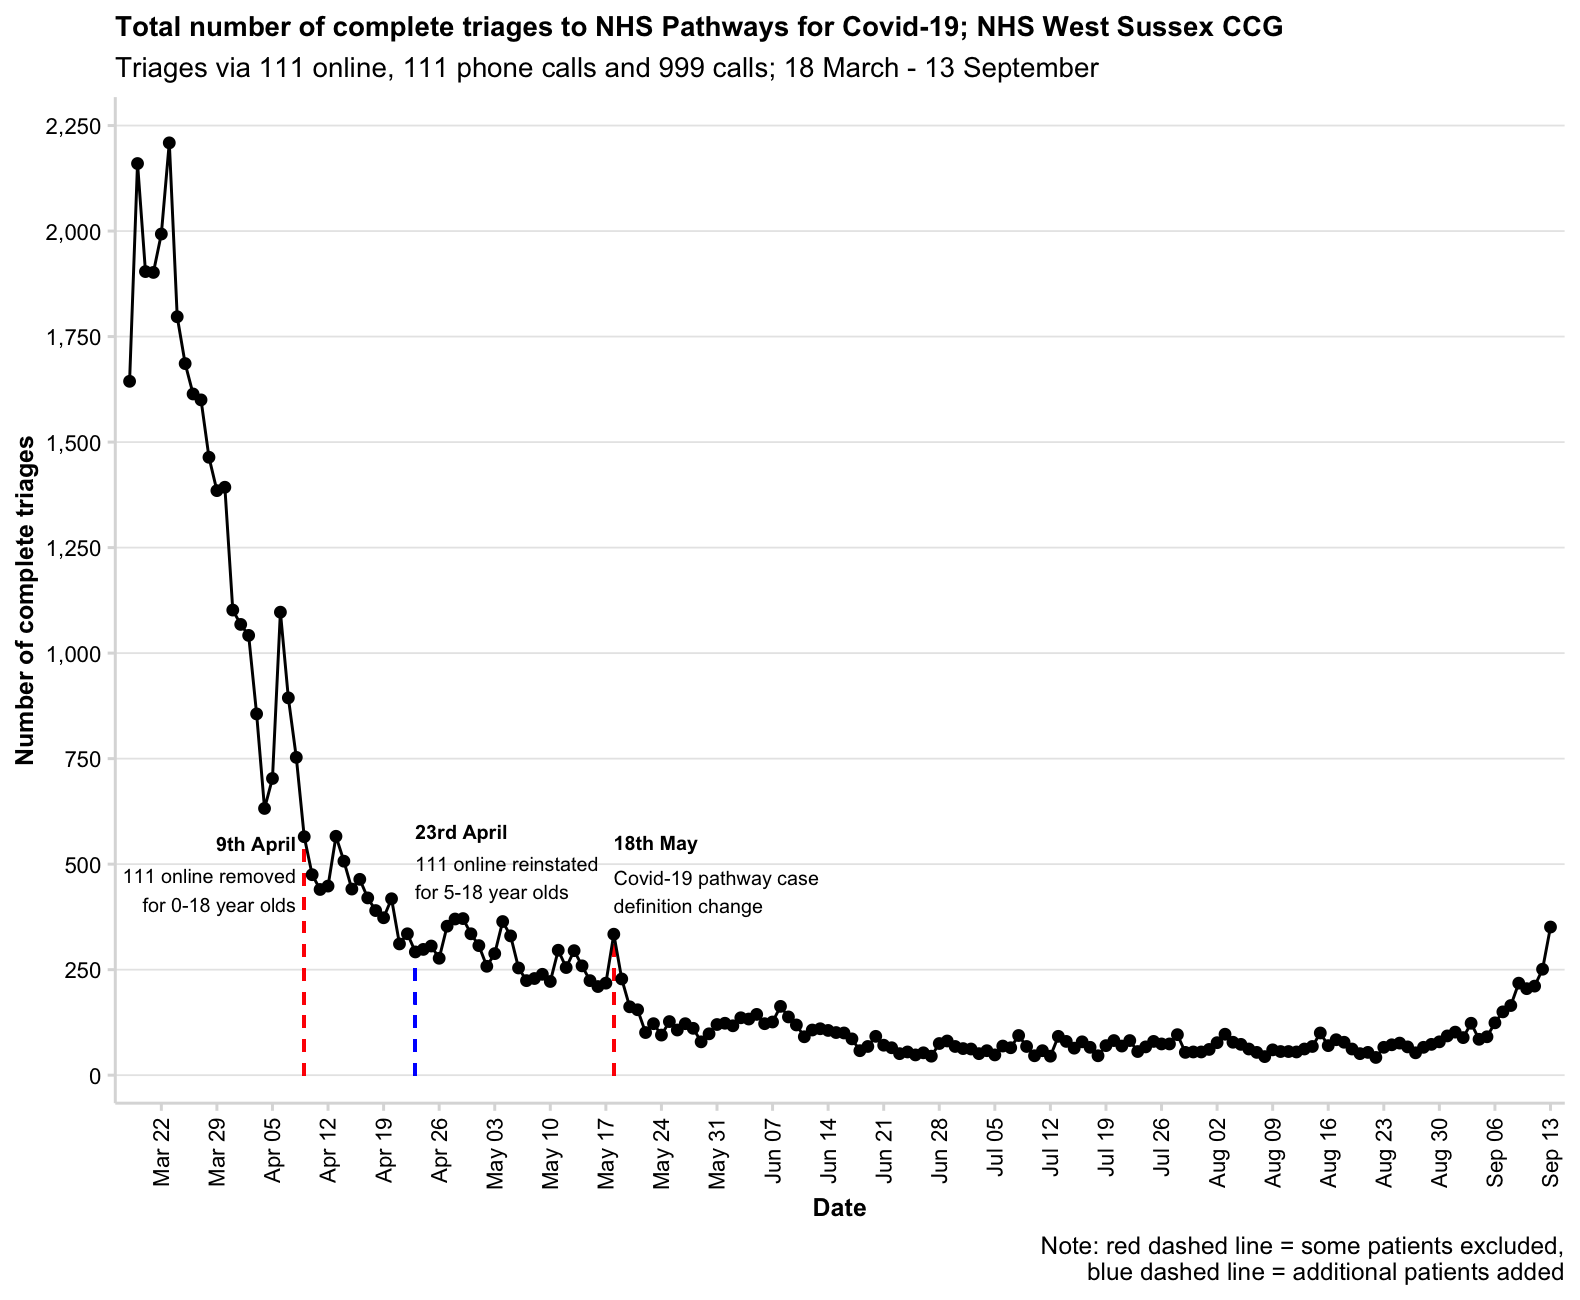 Total number of complete triages to NHS Pathways for Covid-19; NHS West Sussex CCG
Triages via 111 online, 111 phone calls and 999 calls; 18 March - 13 September
Number of complete triages
2,250
2,000
1,750
1,500
1,250
1,000
750
500
250
0
9th April
111 online removed
for 0-18 year olds
23rd April
111 online reinstated
for 5-18 year olds
18th May
Covid-19 pathway case
definition change
Mar 22
Mar 29
Apr 05
Apr 12
Apr 19
Apr 26
May 03
May 10
May 17
May 24
May 31
Jun 07
Jun 14
Jun 21
Jun 28
Jul 05
Jul 12
Jul 19
Jul 26
Aug 02
Aug 09
Aug 16
Aug 23
Aug 30
Sep 06
Sep 13
Date
Note: red dashed line = some patients excluded,
blue dashed line = additional patients added